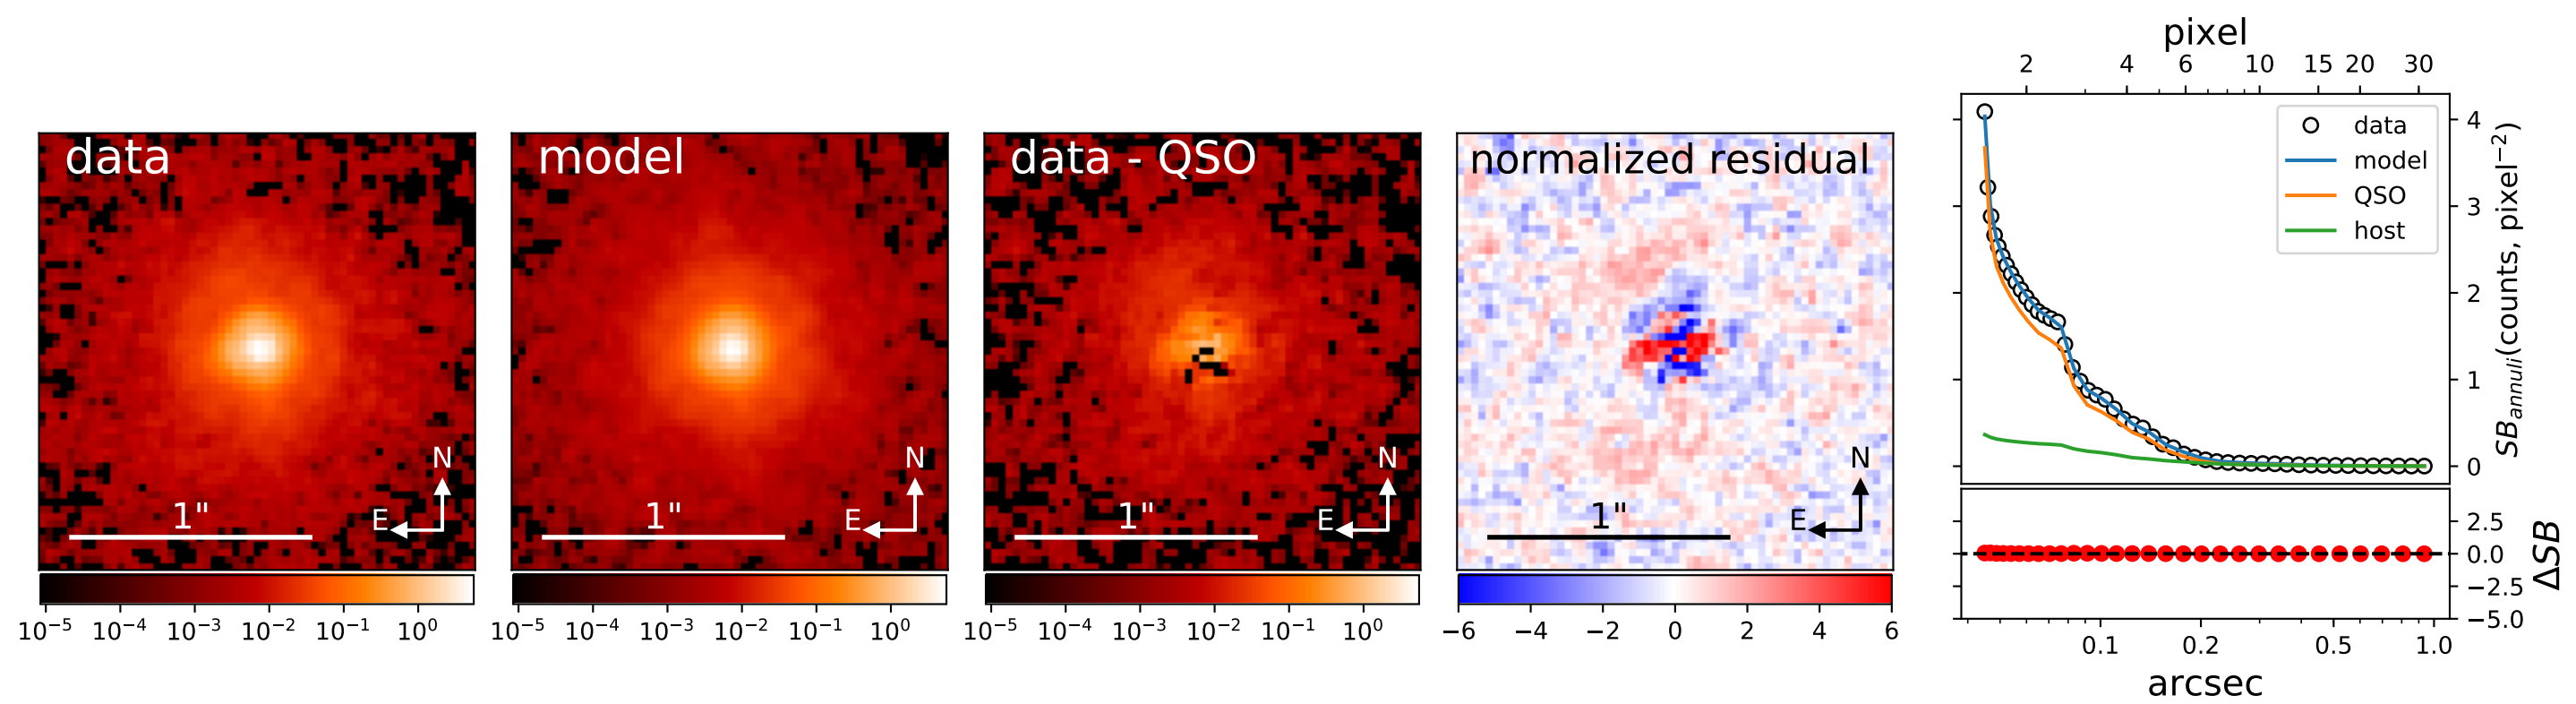 data
1"
N
E
10⁻⁵ 10⁻⁴ 10⁻³ 10⁻² 10⁻¹ 10⁰
model
1"
N
E
10⁻⁵ 10⁻⁴ 10⁻³ 10⁻² 10⁻¹ 10⁰
data - QSO
1"
N
E
10⁻⁵ 10⁻⁴ 10⁻³ 10⁻² 10⁻¹ 10⁰
normalized residual
1"
N
E
−6 −4 −2 0 2 4 6
pixel
2 4 6 10 15 20 30
data
model
QSO
host
4
3
2
1
0
SB_annuli(counts, pixel⁻²)
2.5
0.0
−2.5
−5.0
ΔSB
0.1 0.2 0.5 1.0
arcsec